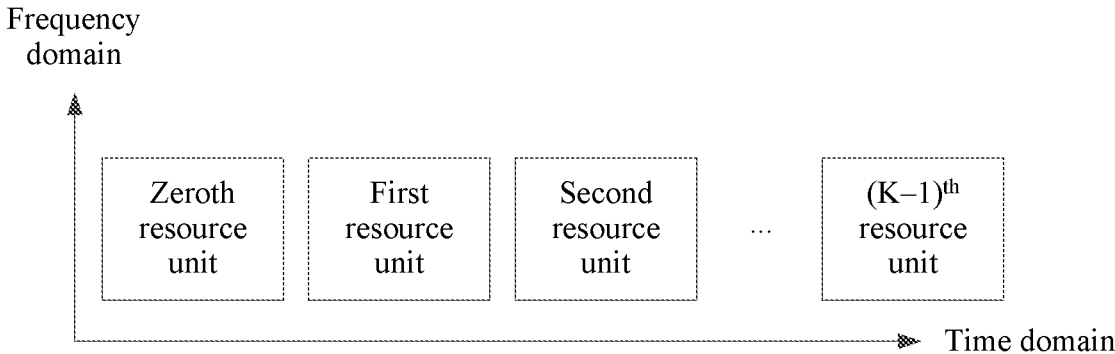 Frequency
domain
Zeroth
resource
unit
First
resource
unit
Second
resource
unit
...
(K–1)th
resource
unit
Time domain